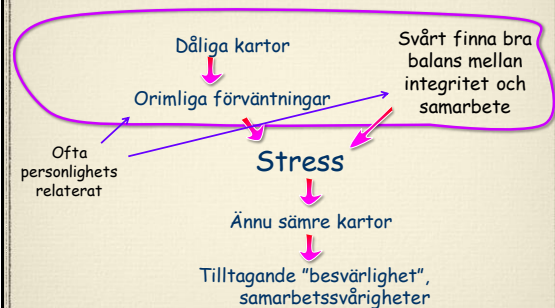 Dåliga kartor
Orimliga förväntningar
Svårt finna bra
balans mellan
integritet och
samarbete
Ofta
personlighets
relaterat
Stress
Ännu sämre kartor
Tilltagande "besvärlighet",
samarbetssvårigheter